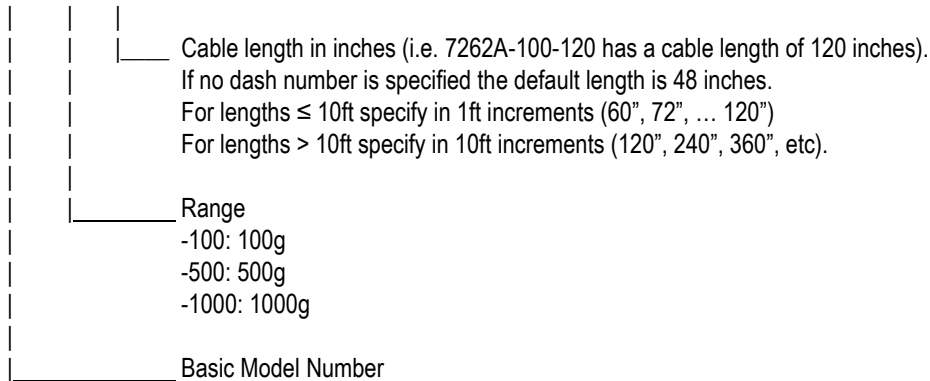 Cable length in inches (i.e. 7262A-100-120 has a cable length of 120 inches).
If no dash number is specified the default length is 48 inches.
For lengths ≤ 10ft specify in 1ft increments (60”, 72”, … 120”)
For lengths > 10ft specify in 10ft increments (120”, 240”, 360”, etc).
Range
-100: 100g
-500: 500g
-1000: 1000g
Basic Model Number